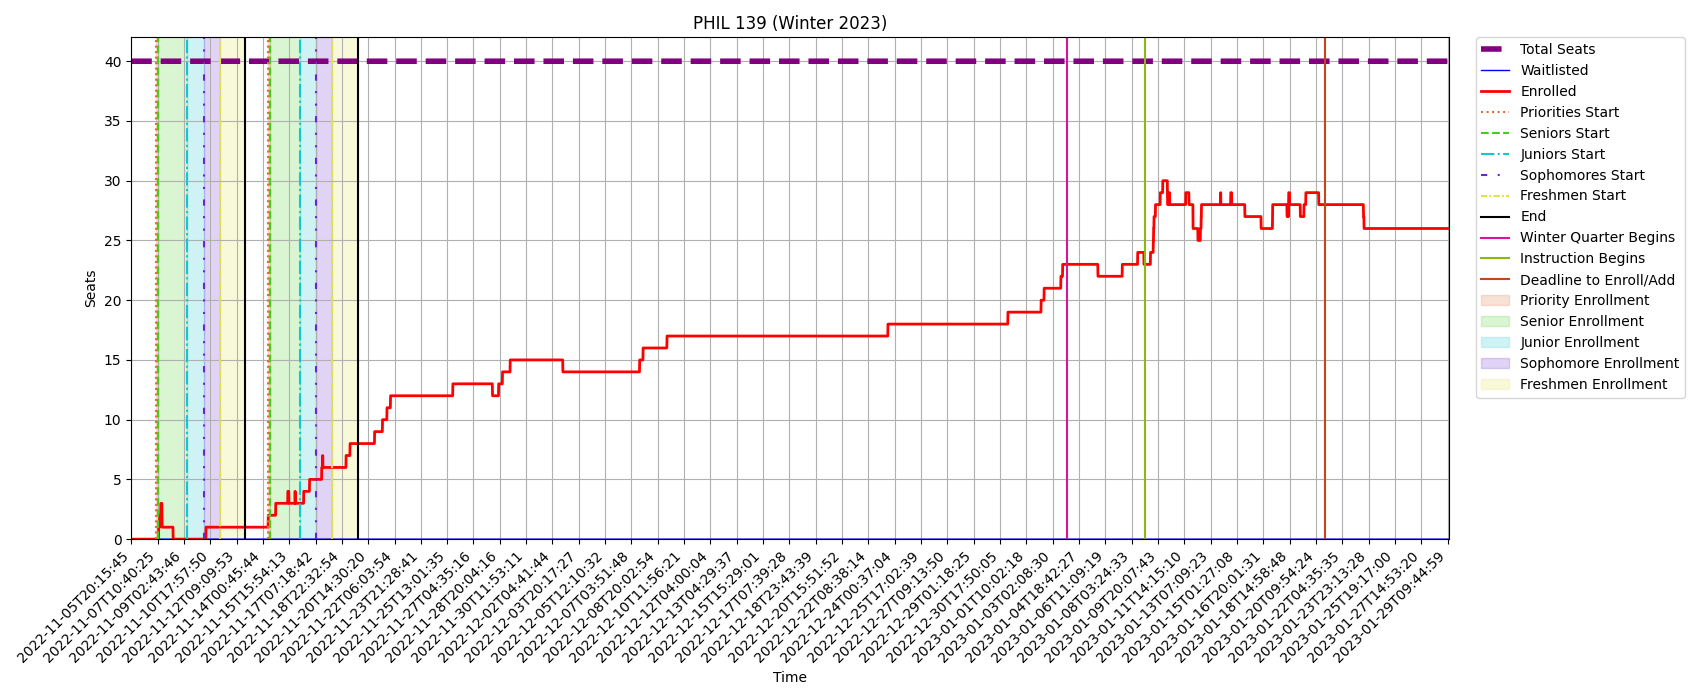 PHIL 139 (Winter 2023)
Seats
40
35
30
25
20
15
10
5
0
2022-11-05T20:15:45
2022-11-07T10:40:25
2022-11-09T02:43:46
2022-11-10T17:57:50
2022-11-12T09:09:53
2022-11-14T00:45:44
2022-11-15T15:54:13
2022-11-17T07:18:42
2022-11-18T22:32:54
2022-11-20T14:30:20
2022-11-22T06:03:54
2022-11-23T21:28:41
2022-11-25T13:01:35
2022-11-27T04:35:16
2022-11-28T20:04:16
2022-11-30T11:53:11
2022-12-02T04:41:44
2022-12-03T20:17:27
2022-12-05T12:10:32
2022-12-07T03:51:48
2022-12-08T20:02:54
2022-12-10T11:56:21
2022-12-12T04:00:04
2022-12-13T04:29:37
2022-12-15T15:29:01
2022-12-17T07:39:28
2022-12-18T23:43:39
2022-12-20T15:51:52
2022-12-22T08:38:14
2022-12-24T00:37:04
2022-12-25T17:02:39
2022-12-27T09:13:50
2022-12-29T01:18:25
2022-12-30T17:50:05
2023-01-01T10:02:18
2023-01-03T02:08:30
2023-01-04T18:42:27
2023-01-06T11:09:19
2023-01-08T03:24:33
2023-01-09T20:07:43
2023-01-11T14:15:10
2023-01-13T07:09:23
2023-01-15T01:27:08
2023-01-16T20:01:31
2023-01-18T14:58:48
2023-01-20T09:54:24
2023-01-22T04:35:35
2023-01-23T23:13:28
2023-01-25T19:17:00
2023-01-27T14:53:20
2023-01-29T09:44:59
Time
Total Seats
Waitlisted
Enrolled
Priorities Start
Seniors Start
Juniors Start
Sophomores Start
Freshmen Start
End
Winter Quarter Begins
Instruction Begins
Deadline to Enroll/Add
Priority Enrollment
Senior Enrollment
Junior Enrollment
Sophomore Enrollment
Freshmen Enrollment